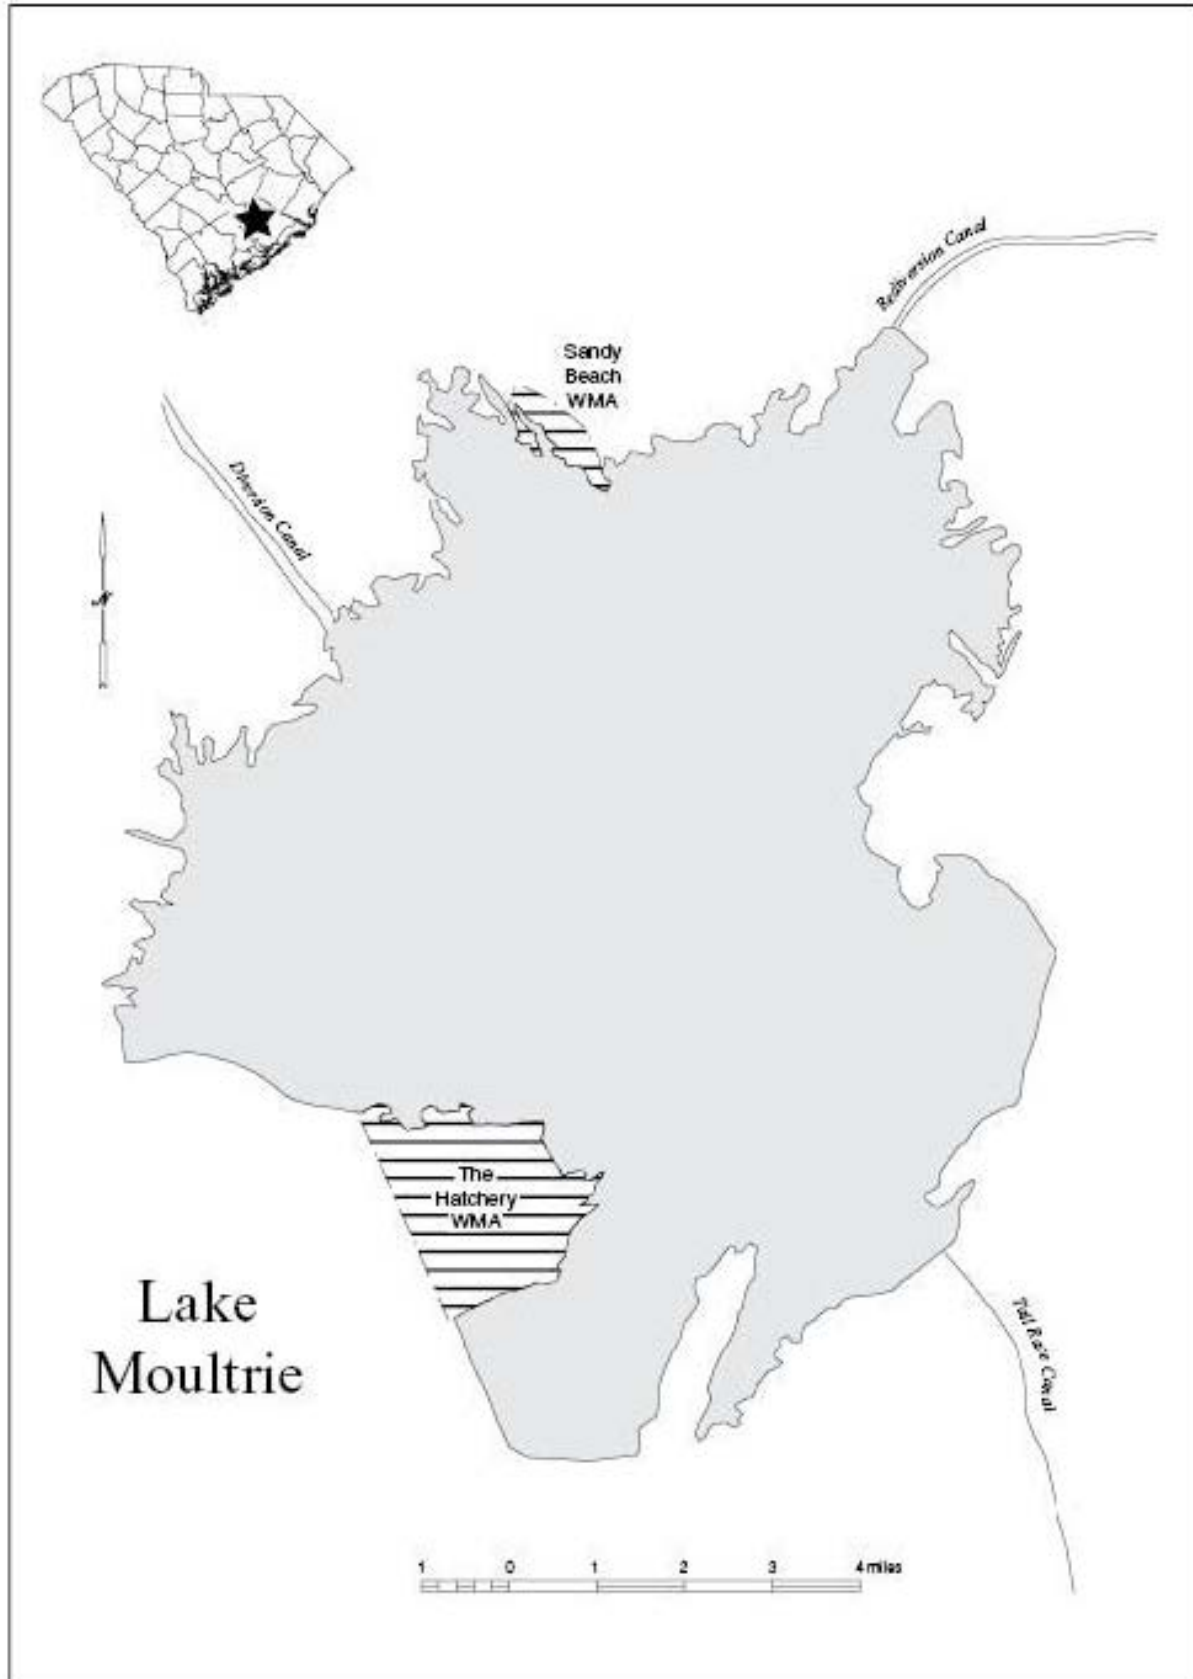 Rediversion Canal
Sandy
Beach
WMA
Diversion Canal
N
The
Hatchery
WMA
Lake
Moultrie
Tail Race Canal
1 0 1 2 3 4 miles